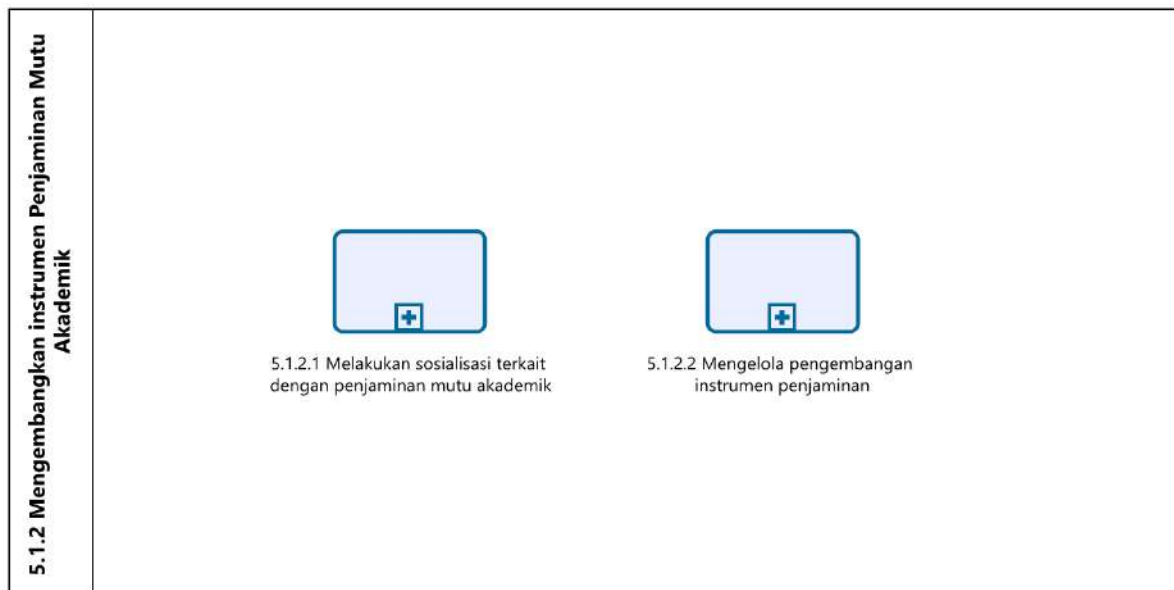 5.1.2 Mengembangkan instrumen Penjaminan Mutu
Akademik
5.1.2.1 Melakukan sosialisasi terkait
dengan penjaminan mutu akademik
5.1.2.2 Mengelola pengembangan
instrumen penjaminan